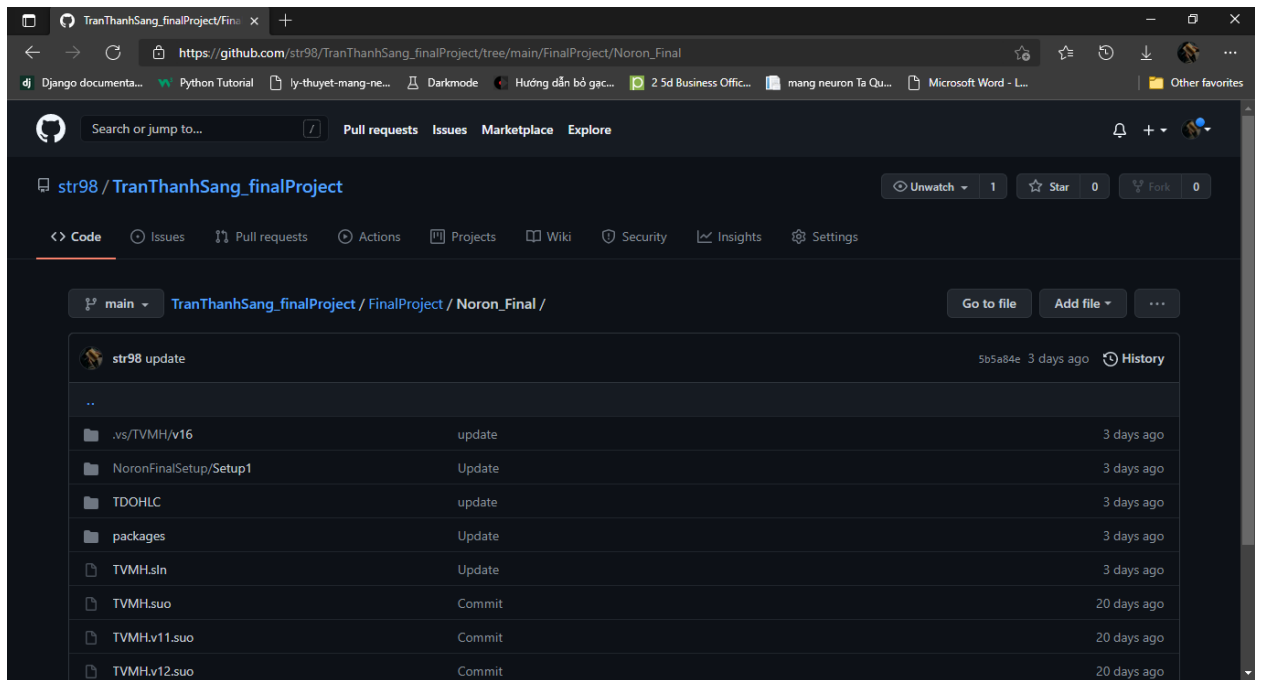 TranThanhSang_finalProject/Fina
https://github.com/str98/TranThanhSang_finalProject/tree/main/FinalProject/Noron_Final
dj Django documenta... Python Tutorial ly-thuyet-mang-ne... Darkmode Hướng dẫn bỏ gạc... 2 5d Business Offic... mang neuron Ta Qu... Microsoft Word - L... Other favorites
Search or jump to... / Pull requests Issues Marketplace Explore
str98 / TranThanhSang_finalProject Unwatch 1 Star 0 Fork 0
<> Code Issues Pull requests Actions Projects Wiki Security Insights Settings
main TranThanhSang_finalProject / FinalProject / Noron_Final / Go to file Add file ...
str98 update 5b5a84e 3 days ago History
..
.vs/TVMH/v16 update 3 days ago
NoronFinalSetup/Setup1 Update 3 days ago
TDOHLC update 3 days ago
packages Update 3 days ago
TVMH.sln Update 3 days ago
TVMH.suo Commit 20 days ago
TVMH.v11.suo Commit 20 days ago
TVMH.v12.suo Commit 20 days ago